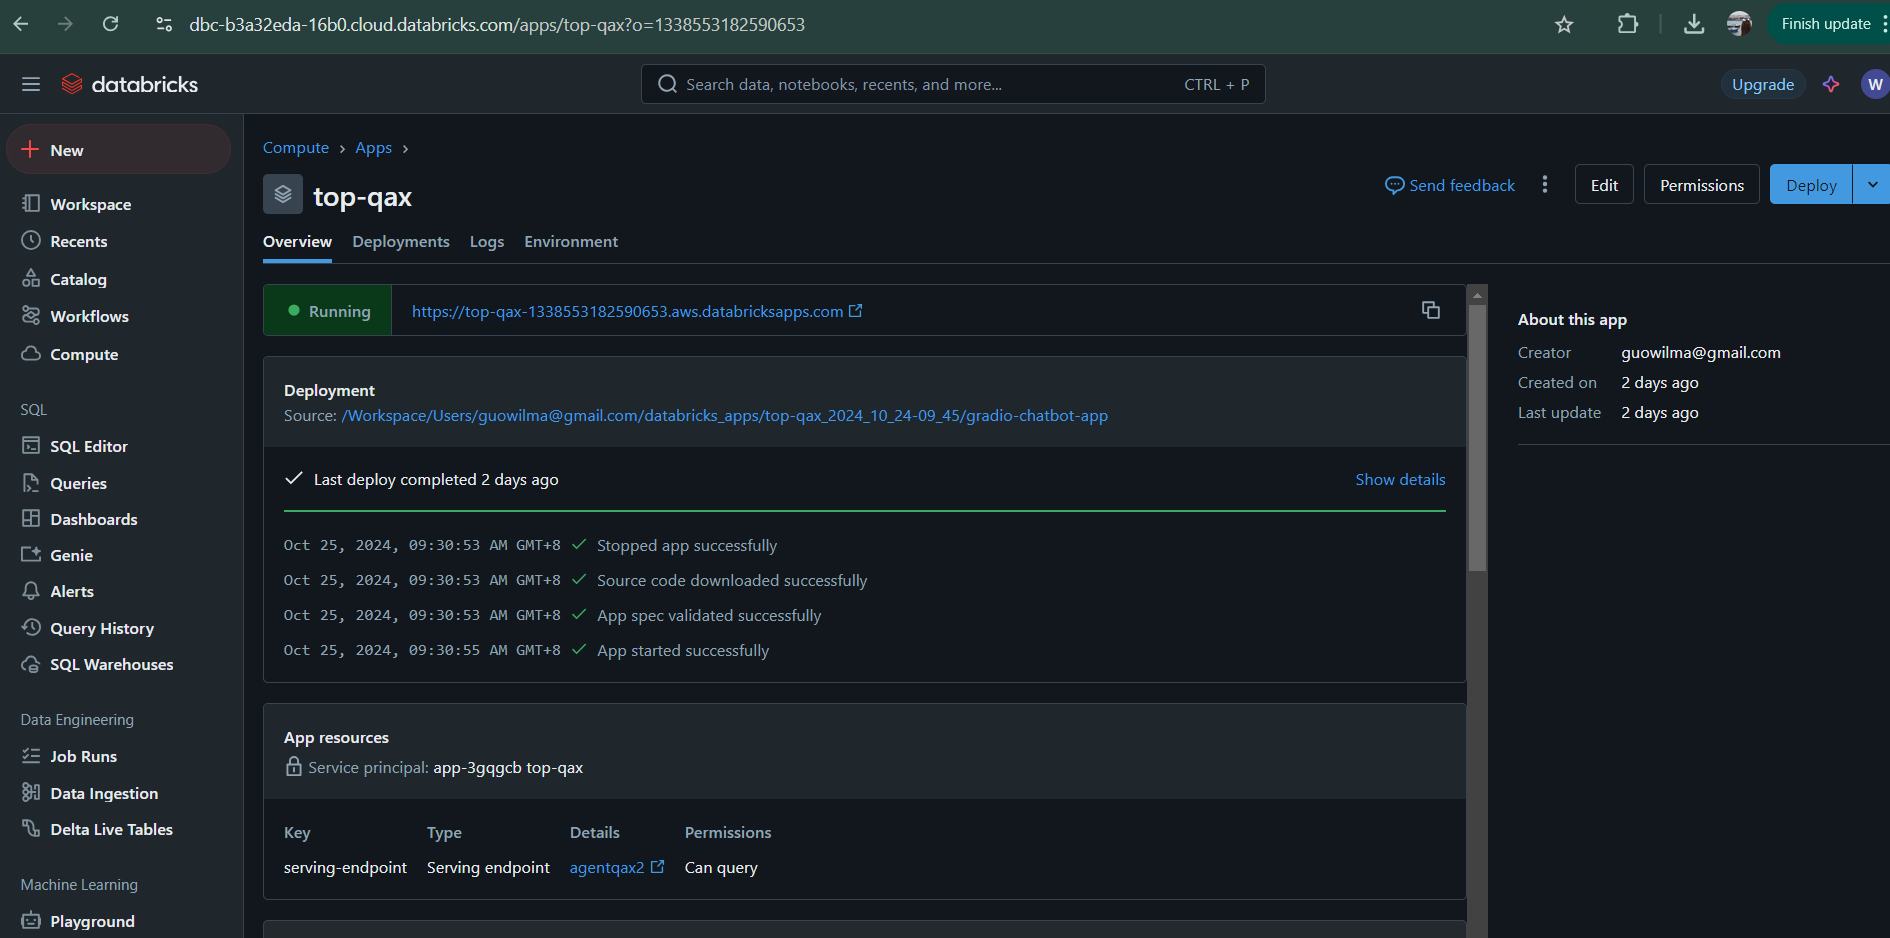 dbc-b3a32eda-16b0.cloud.databricks.com/apps/top-qax?o=1338553182590653
Finish update
databricks
Search data, notebooks, recents, and more...
CTRL + P
Upgrade
W
New
Workspace
Recents
Catalog
Workflows
Compute
SQL
SQL Editor
Queries
Dashboards
Genie
Alerts
Query History
SQL Warehouses
Data Engineering
Job Runs
Data Ingestion
Delta Live Tables
Machine Learning
Playground
Compute › Apps ›
top-qax
Send feedback
Edit
Permissions
Deploy
Overview Deployments Logs Environment
Running
https://top-qax-1338553182590653.aws.databricksapps.com
Deployment
Source: /Workspace/Users/guowilma@gmail.com/databricks_apps/top-qax_2024_10_24-09_45/gradio-chatbot-app
Last deploy completed 2 days ago
Show details
Oct 25, 2024, 09:30:53 AM GMT+8 Stopped app successfully
Oct 25, 2024, 09:30:53 AM GMT+8 Source code downloaded successfully
Oct 25, 2024, 09:30:53 AM GMT+8 App spec validated successfully
Oct 25, 2024, 09:30:55 AM GMT+8 App started successfully
App resources
Service principal: app-3gqgcb top-qax
Key Type Details Permissions
serving-endpoint Serving endpoint agentqax2 Can query
About this app
Creator guowilma@gmail.com
Created on 2 days ago
Last update 2 days ago